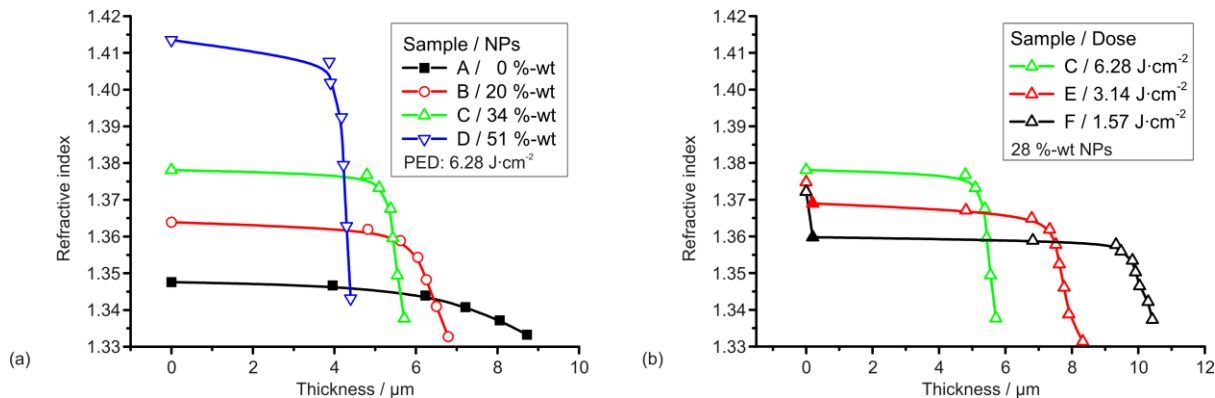 1.42
1.41
1.40
1.39
1.38
1.37
1.36
1.35
1.34
1.33
Refractive index
Sample / NPs
A / 0 %-wt
B / 20 %-wt
C / 34 %-wt
D / 51 %-wt
PED: 6.28 J·cm⁻²
0 2 4 6 8 10
Thickness / µm
(a)
1.42
1.41
1.40
1.39
1.38
1.37
1.36
1.35
1.34
1.33
Refractive index
Sample / Dose
C / 6.28 J·cm⁻²
E / 3.14 J·cm⁻²
F / 1.57 J·cm⁻²
28 %-wt NPs
0 2 4 6 8 10 12
Thickness / µm
(b)